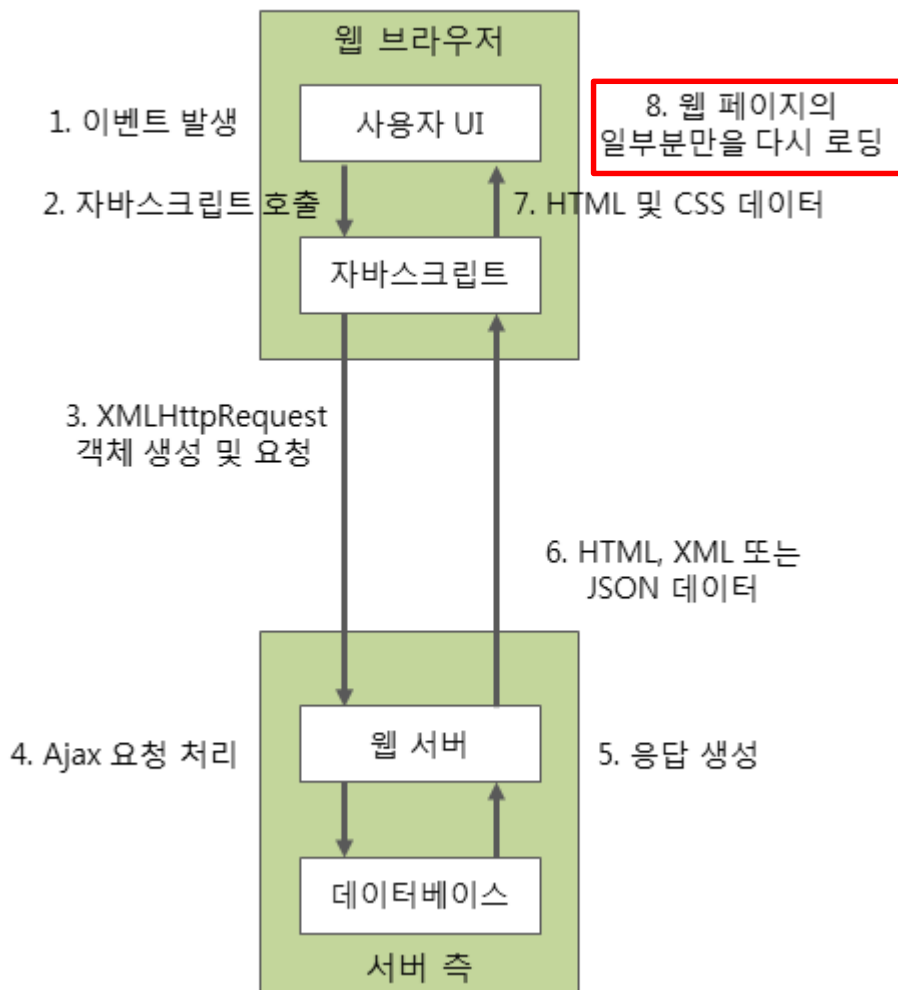 웹 브라우저
1. 이벤트 발생
사용자 UI
8. 웹 페이지의
일부분만을 다시 로딩
2. 자바스크립트 호출
7. HTML 및 CSS 데이터
자바스크립트
3. XMLHttpRequest
객체 생성 및 요청
6. HTML, XML 또는
JSON 데이터
4. Ajax 요청 처리
웹 서버
5. 응답 생성
데이터베이스
서버 측